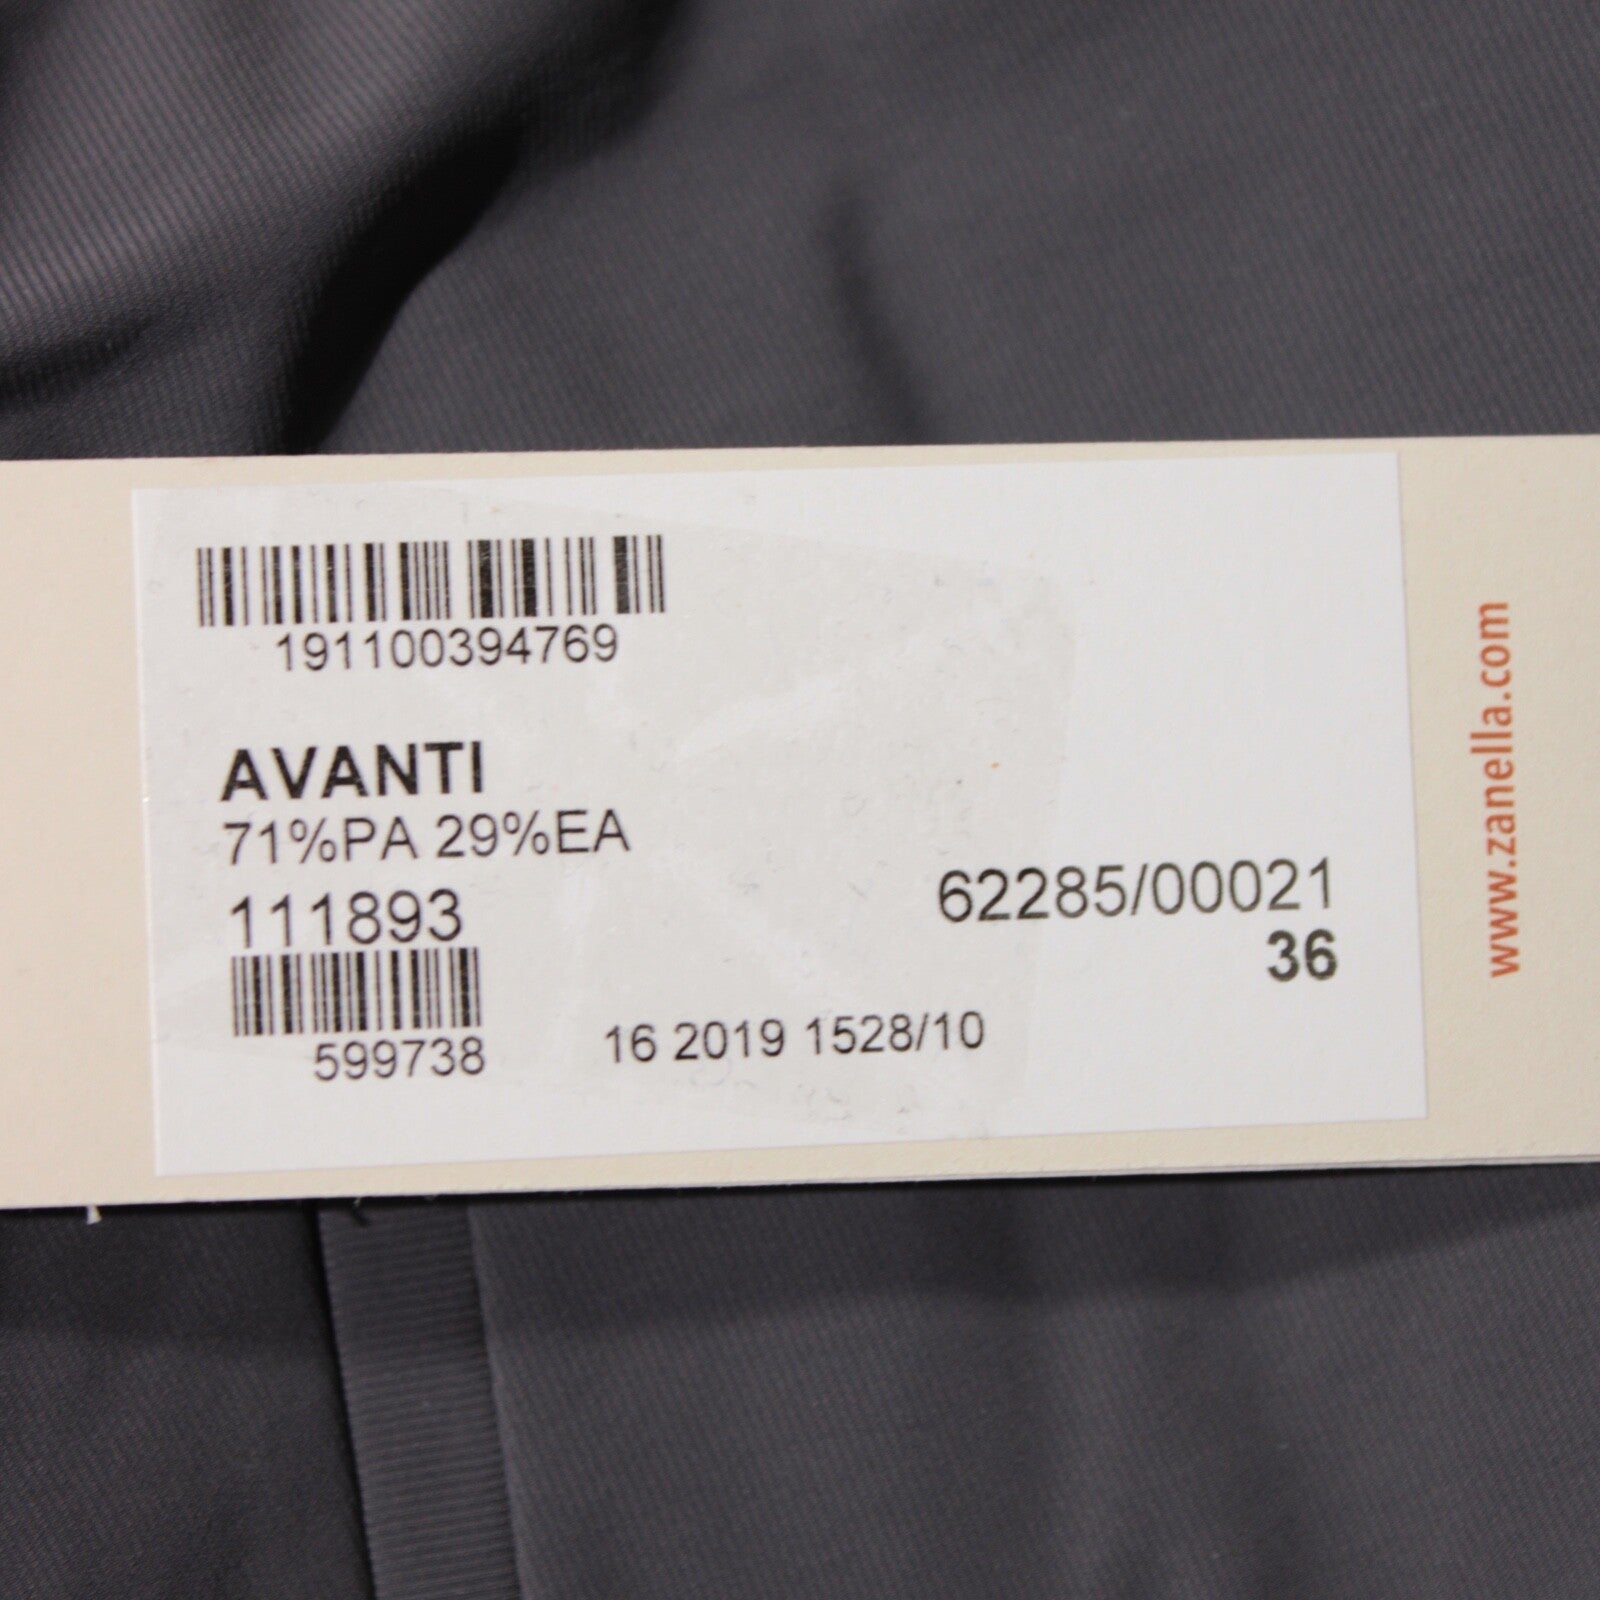 191100394769
AVANTI
71%PA 29%EA
111893
62285/00021
36
599738
16 2019 1528/10
www.zanella.com